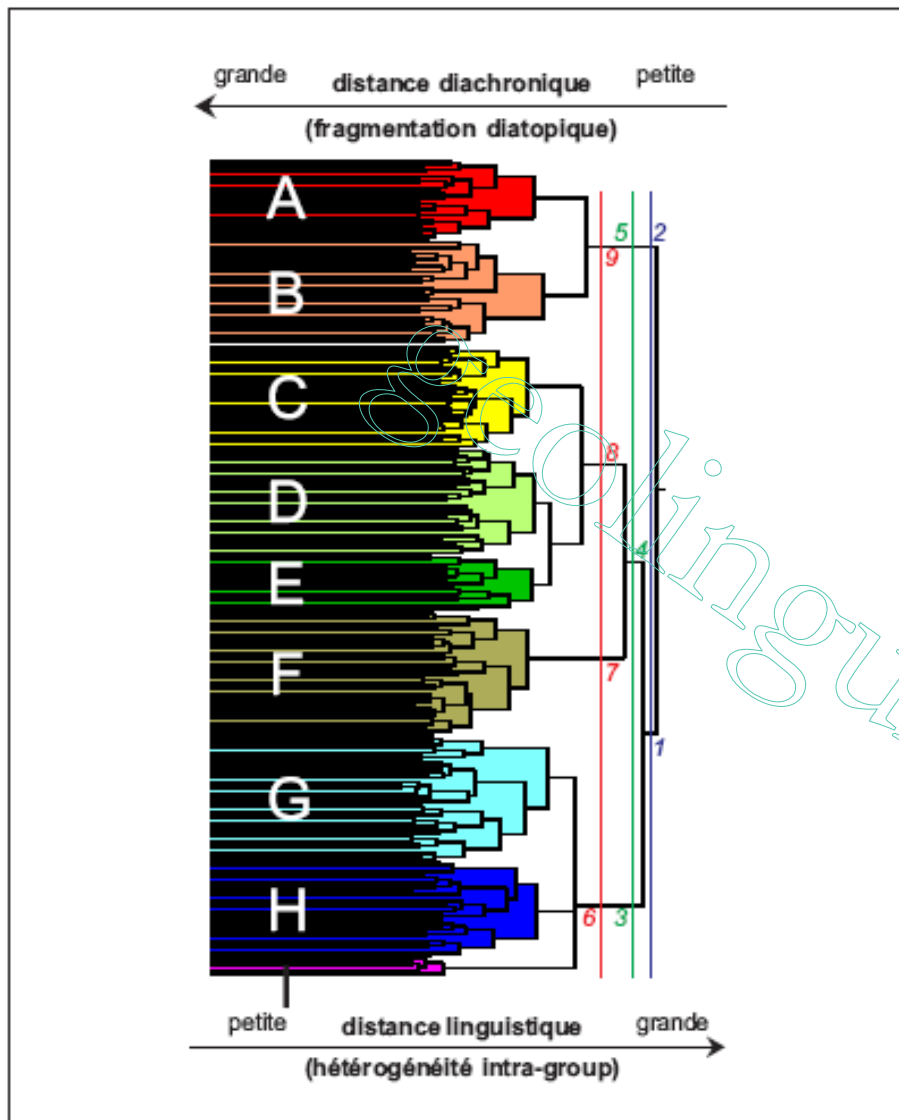 grande petite
distance diachronique
(fragmentation diatopique)
A
5 2
9
B
C
8
D
4
E
F
7
G
1
H
6 3
petite grande
distance linguistique
(hétérogénéité intra-group)